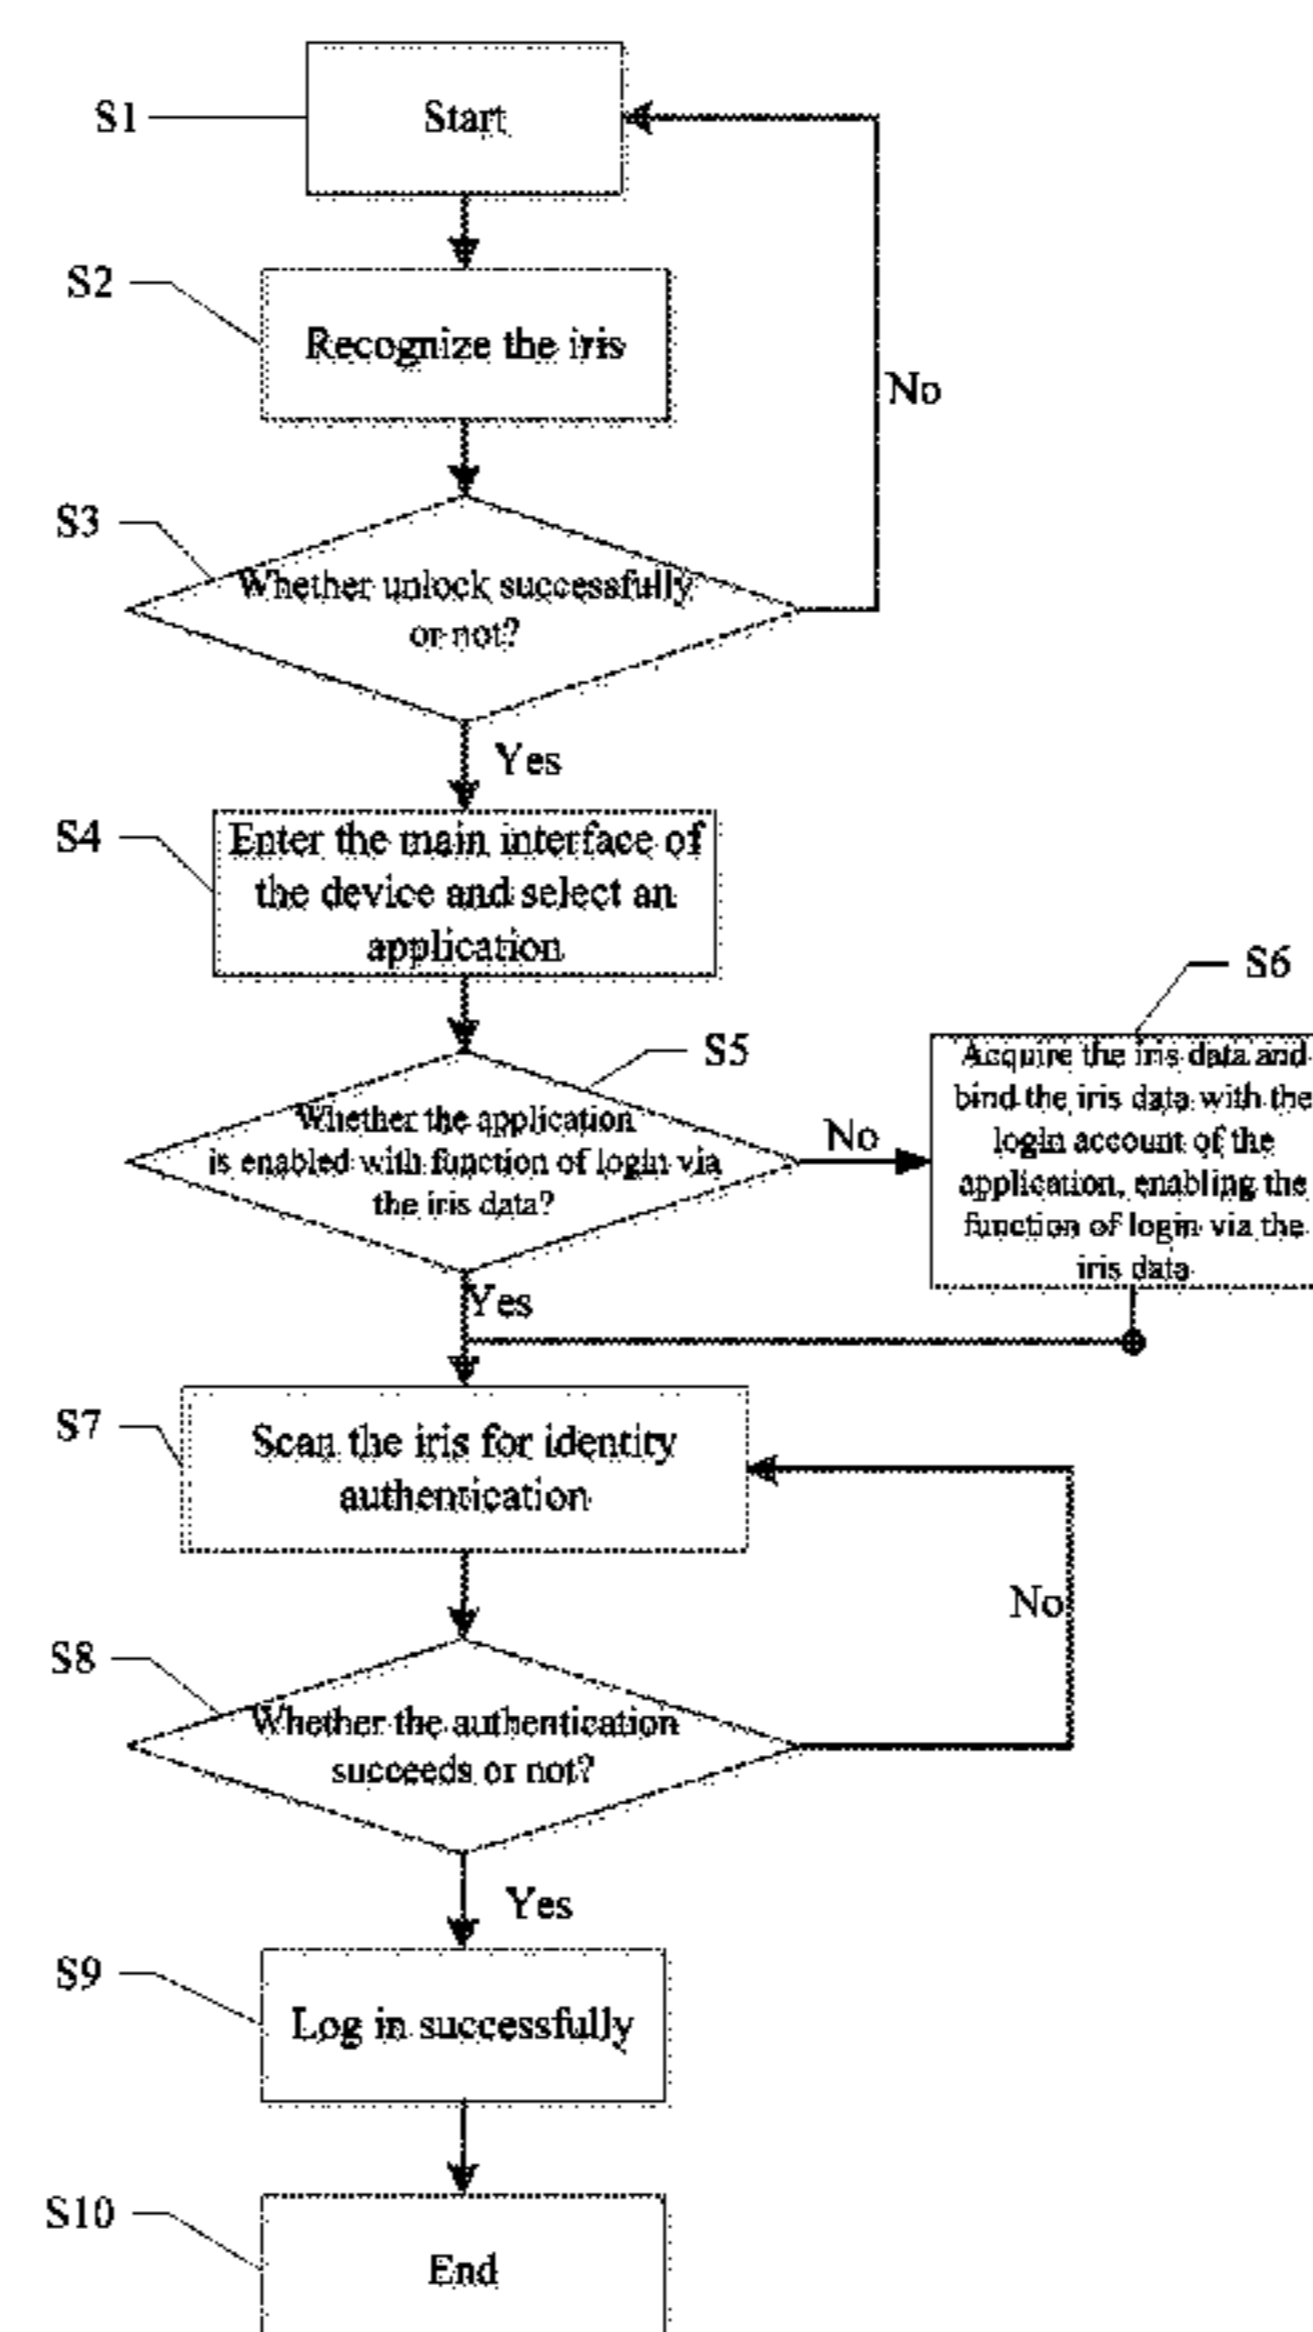 S1
Start
S2
Recognize the iris
No
S3
Whether unlock successfully
or not?
Yes
S4
Enter the main interface of
the device and select an
application
S5
Whether the application
is enabled with function of login via
the iris data?
No
S6
Acquire the iris data and
bind the iris data with the
login account of the
application, enabling the
function of login via the
iris data
Yes
S7
Scan the iris for identity
authentication
No
S8
Whether the authentication
succeeds or not?
Yes
S9
Log in successfully
S10
End